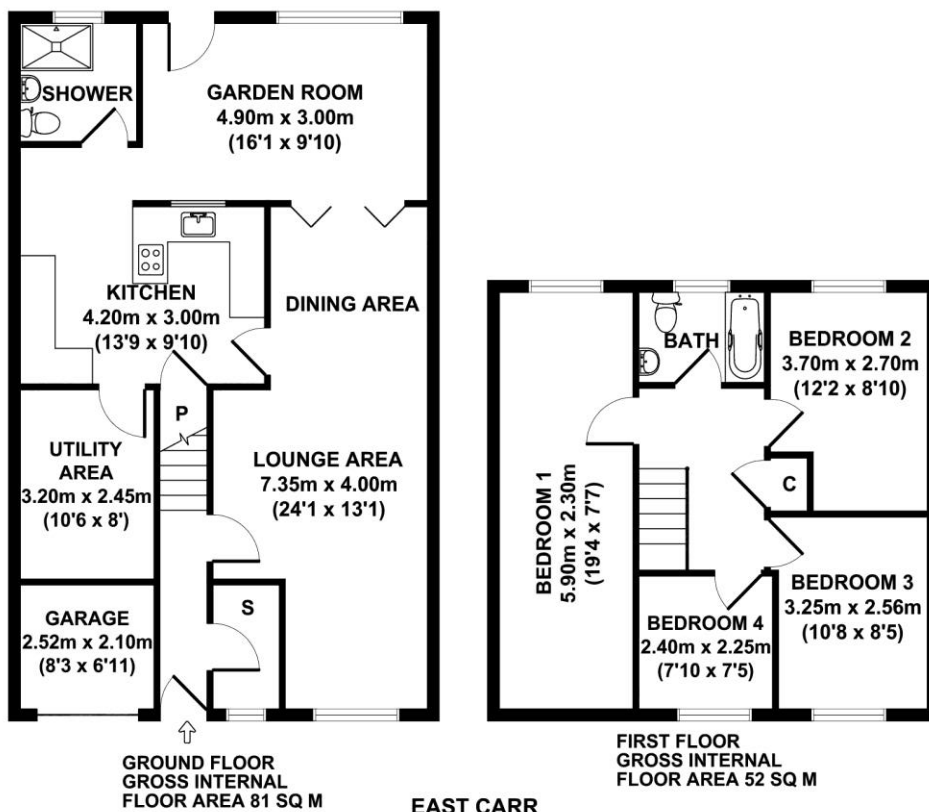 SHOWER
GARDEN ROOM
4.90m x 3.00m
(16'1 x 9'10)
KITCHEN
4.20m x 3.00m
(13'9 x 9'10)
DINING AREA
P
UTILITY
AREA
3.20m x 2.45m
(10'6 x 8')
LOUNGE AREA
7.35m x 4.00m
(24'1 x 13'1)
GARAGE
2.52m x 2.10m
(8'3 x 6'11)
S
GROUND FLOOR
GROSS INTERNAL
FLOOR AREA 81 SQ M
BEDROOM 1
5.90m x 2.30m
(19'4 x 7'7)
BATH
BEDROOM 2
3.70m x 2.70m
(12'2 x 8'10)
C
BEDROOM 3
3.25m x 2.56m
(10'8 x 8'5)
BEDROOM 4
2.40m x 2.25m
(7'10 x 7'5)
FIRST FLOOR
GROSS INTERNAL
FLOOR AREA 52 SQ M
EAST CARR